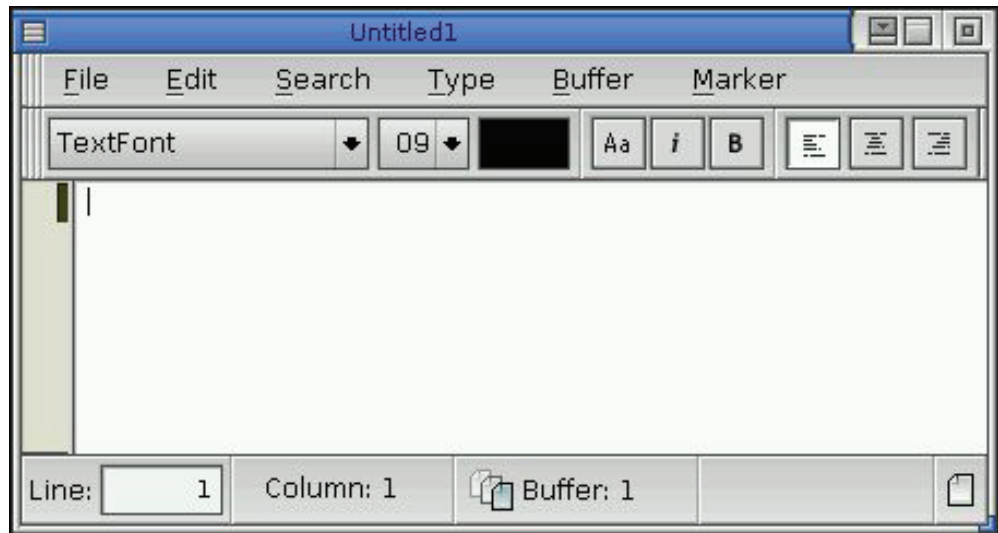 Untitled1
File Edit Search Type Buffer Marker
TextFont 09 Aa i B
Line: 1 Column: 1 Buffer: 1